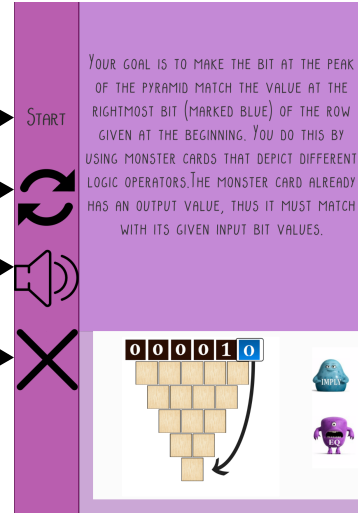 Start
Your goal is to make the bit at the peak
of the pyramid match the value at the
rightmost bit (marked blue) of the row
given at the beginning. You do this by
using monster cards that depict different
logic operators.The monster card already
has an output value, thus it must match
with its given input bit values.
0 0 0 0 1 0
IMPLY
EQ